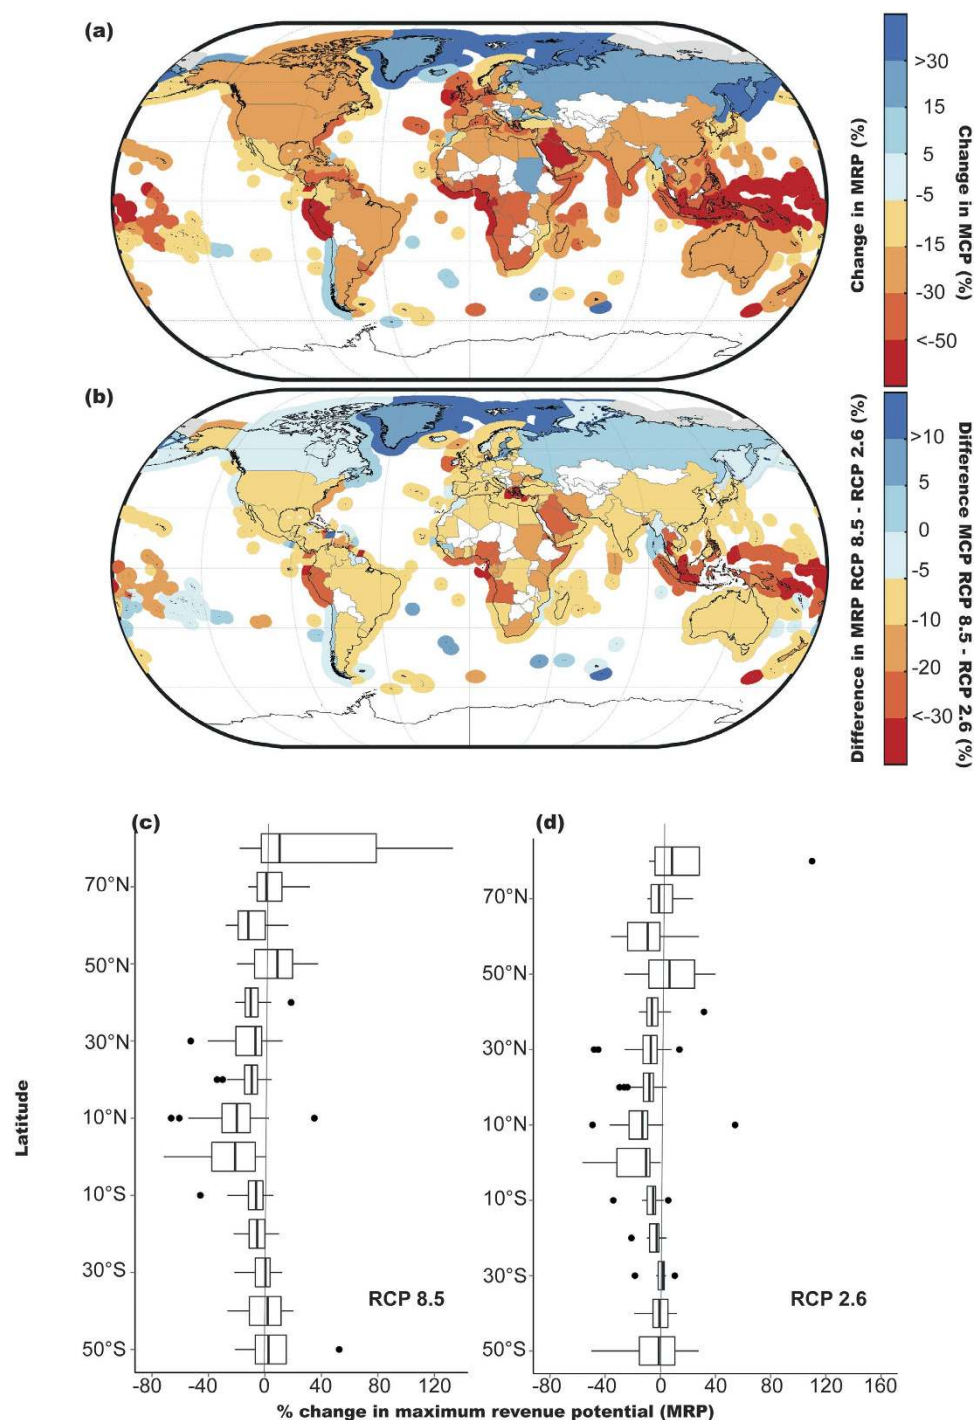 (a)
Change in MRP (%)
>30
15
5
-5
-15
-30
<-50
Change in MCP (%)
(b)
Difference in MRP RCP 8.5 - RCP 2.6 (%)
>10
5
0
-5
-10
-20
<-30
Difference MCP RCP 8.5 - RCP 2.6 (%)
(c)
(d)
Latitude
70°N
50°N
30°N
10°N
10°S
30°S
50°S
RCP 8.5
-80
-40
0
40
80
120
70°N
50°N
30°N
10°N
10°S
30°S
50°S
RCP 2.6
-80
-40
0
40
80
120
160
% change in maximum revenue potential (MRP)